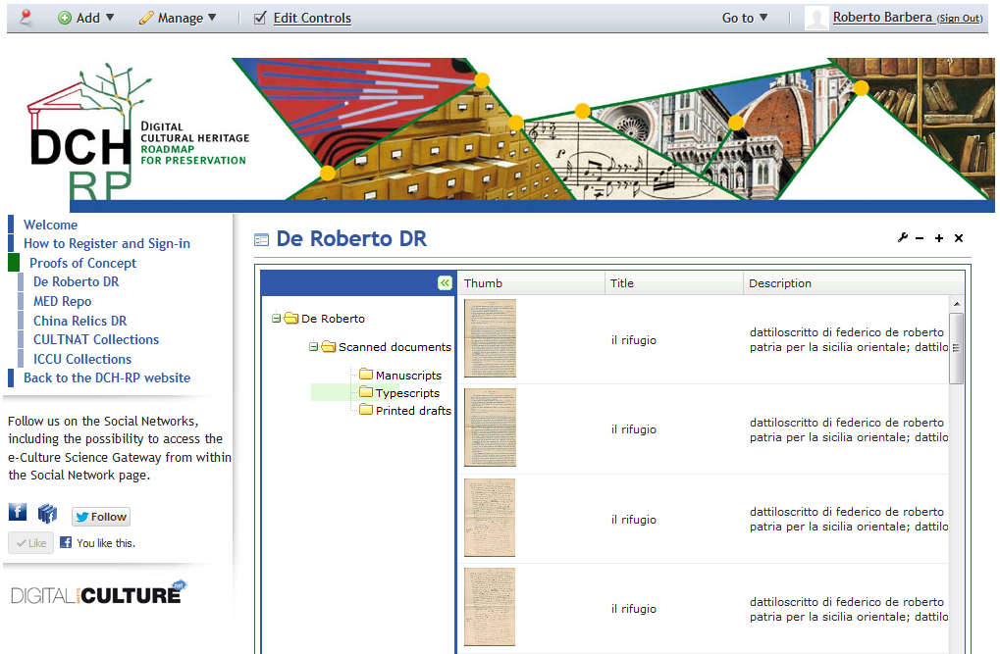 Add Manage Edit Controls Go to Roberto Barbera (Sign Out)
DCH
RP
DIGITAL
CULTURAL HERITAGE
ROADMAP
FOR PRESERVATION
Welcome
How to Register and Sign-in
Proofs of Concept
De Roberto DR
MED Repo
China Relics DR
CULTNAT Collections
ICCU Collections
Back to the DCH-RP website
Follow us on the Social Networks,
including the possibility to access the
e-Culture Science Gateway from within
the Social Network page.
Follow
Like You like this.
DIGITAL CULTURE
De Roberto DR
De Roberto
Scanned documents
Manuscripts
Typescripts
Printed drafts
Thumb Title Description
il rifugio
dattiloscritto di federico de roberto
patria per la sicilia orientale; dattilo
il rifugio
dattiloscritto di federico de roberto
patria per la sicilia orientale; dattilo
il rifugio
dattiloscritto di federico de roberto
patria per la sicilia orientale; dattilo
il rifugio
dattiloscritto di federico de roberto
patria per la sicilia orientale; dattilo